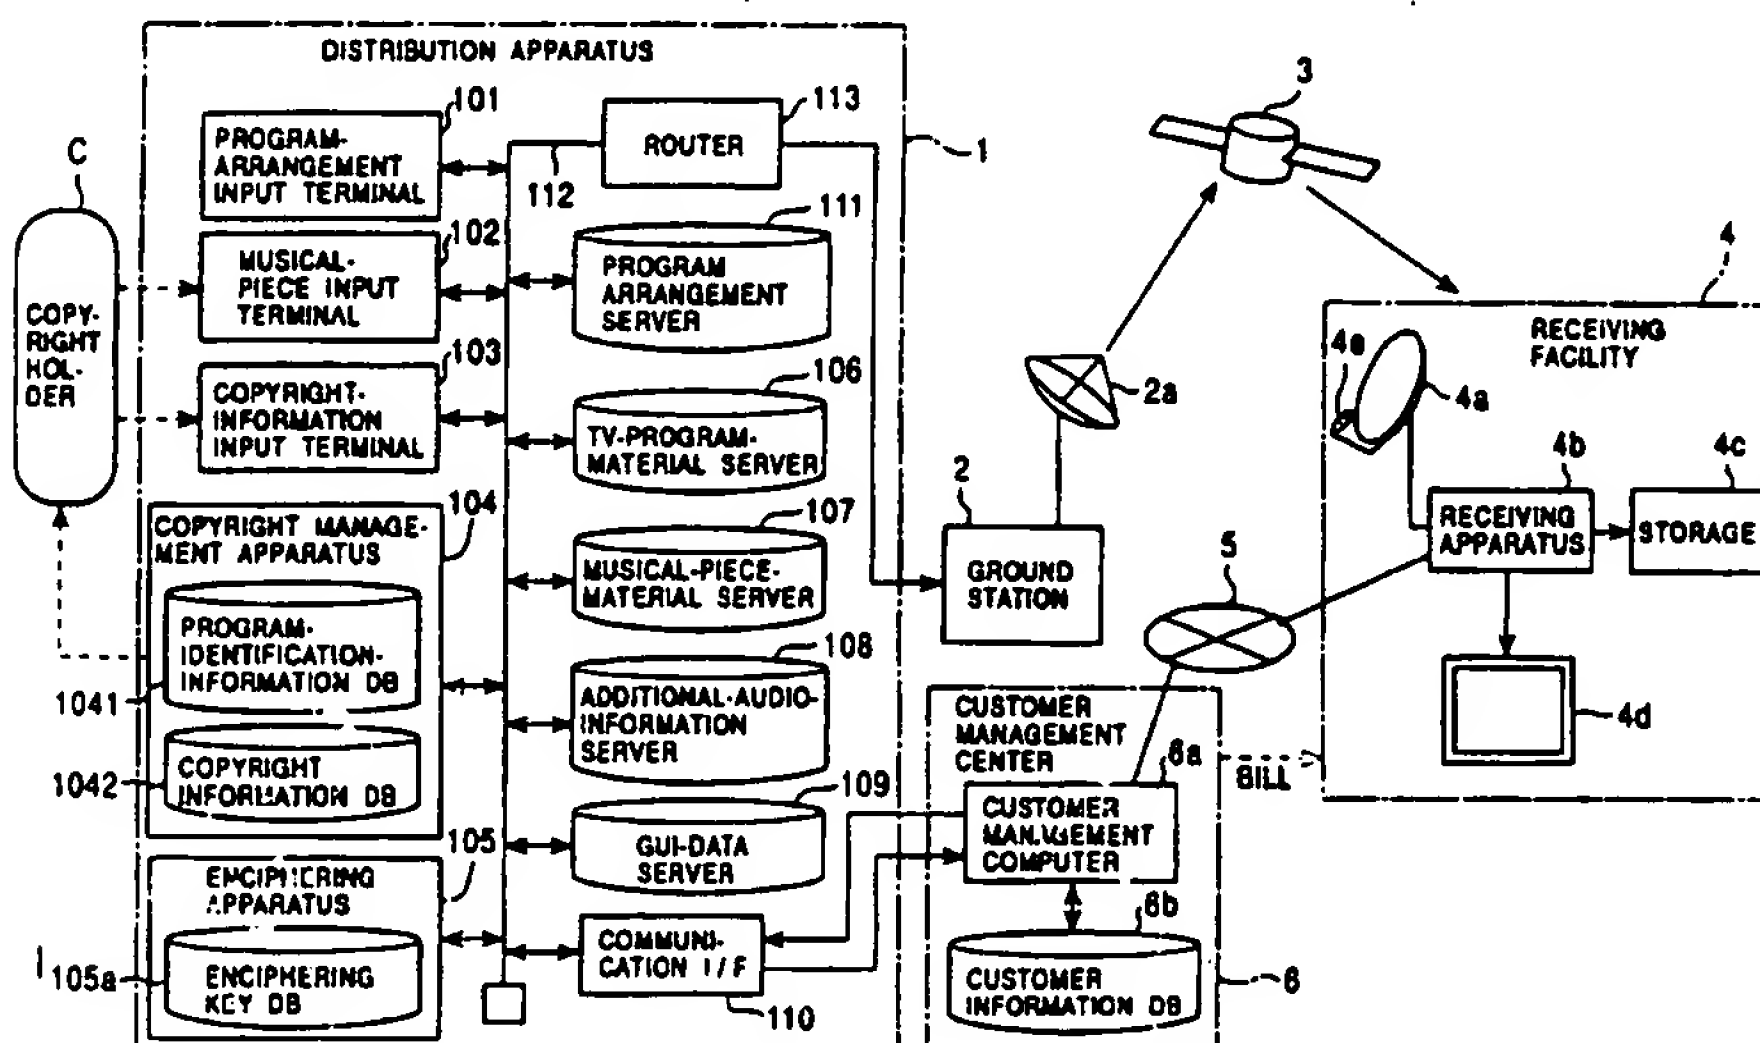 DISTRIBUTION APPARATUS
1
C
COPY-
RIGHT
HOL-
DER
101
PROGRAM-
ARRANGEMENT
INPUT TERMINAL
102
MUSICAL-
PIECE INPUT
TERMINAL
103
COPYRIGHT-
INFORMATION
INPUT TERMINAL
104
COPYRIGHT MANAGE-
MENT APPARATUS
PROGRAM-
IDENTIFICATION-
INFORMATION DB
1041
COPYRIGHT
INFORMATION DB
1042
105
ENCIPHERING
APPARATUS
ENCIPHERING
KEY DB
105a
112
113
ROUTER
111
PROGRAM
ARRANGEMENT
SERVER
106
TV-PROGRAM-
MATERIAL SERVER
107
MUSICAL-PIECE-
MATERIAL SERVER
108
ADDITIONAL-AUDIO-
INFORMATION
SERVER
109
GUI-DATA
SERVER
COMMUNI-
CATION I/F
110
2
GROUND
STATION
2a
3
4
RECEIVING
FACILITY
4e
4a
4b
RECEIVING
APPARATUS
4c
STORAGE
4d
5
CUSTOMER
MANAGEMENT
CENTER
6a
CUSTOMER
MANAGEMENT
COMPUTER
6b
CUSTOMER
INFORMATION DB
6
BILL